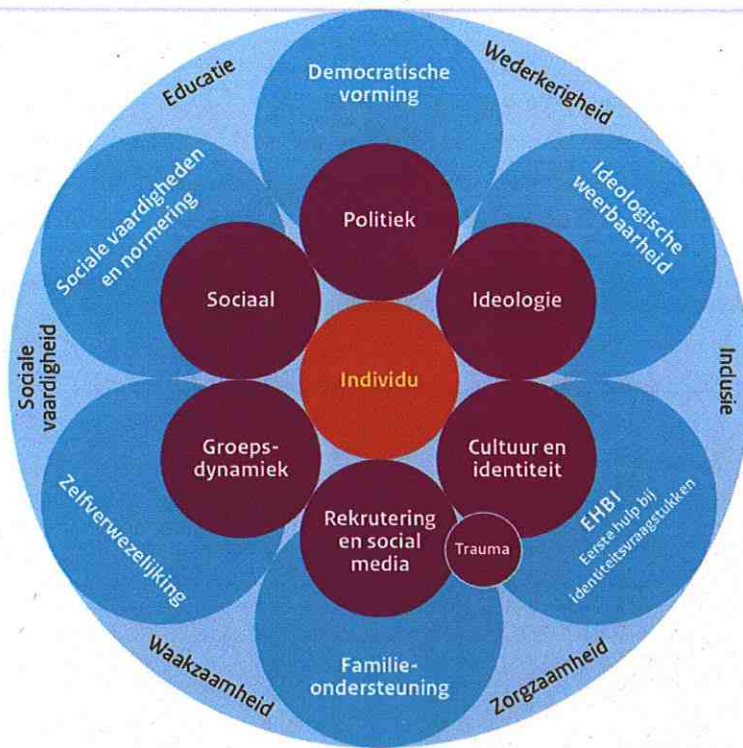 Educatie
Democratische
vorming
Wederkerigheid
Sociale vaardigheden
en normering
Politiek
Ideologische
weerbaarheid
Sociaal
Ideologie
Sociale
vaardigheid
Individu
Inclusie
Groeps-
dynamiek
Cultuur en
identiteit
Zelfverwezelijking
Rekrutering
en social
media
Trauma
EHBI
Eerste hulp bij
identiteitsvraagstukken
Waakzaamheid
Familie-
ondersteuning
Zorgzaamheid